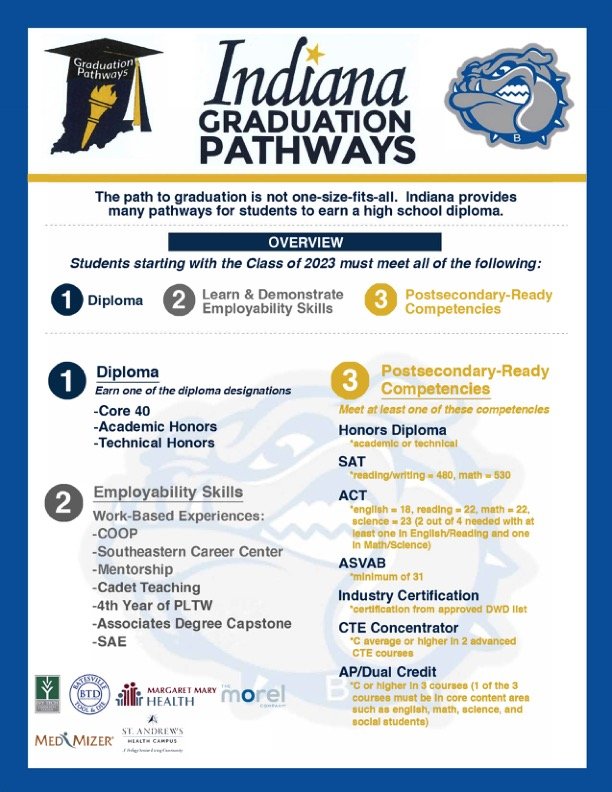 Graduation
Pathways
Indiana
GRADUATION
PATHWAYS
B
The path to graduation is not one-size-fits-all. Indiana provides
many pathways for students to earn a high school diploma.
OVERVIEW
Students starting with the Class of 2023 must meet all of the following:
1 Diploma
2 Learn & Demonstrate
Employability Skills
3 Postsecondary-Ready
Competencies
1 Diploma
Earn one of the diploma designations
-Core 40
-Academic Honors
-Technical Honors
2 Employability Skills
Work-Based Experiences:
-COOP
-Southeastern Career Center
-Mentorship
-Cadet Teaching
-4th Year of PLTW
-Associates Degree Capstone
-SAE
3 Postsecondary-Ready
Competencies
Meet at least one of these competencies
Honors Diploma
*academic or technical
SAT
*reading/writing = 480, math = 530
ACT
*english = 18, reading = 22, math = 22,
science = 23 (2 out of 4 needed with at
least one in English/Reading and one
in Math/Science)
ASVAB
*minimum of 31
Industry Certification
*certification from approved DWD list
CTE Concentrator
*C average or higher in 2 advanced
CTE courses
AP/Dual Credit
*C or higher in 3 courses (1 of the 3
courses must be in core content area
such as english, math, science, and
social students)
B
IVY TECH
BATESVILLE
BTD
TOOL & DIE
MARGARET MARY
HEALTH
THE
morel
COMPANY
MED MIZER
ST. ANDREWS
HEALTH CAMPUS
A Trilogy Senior Living Community